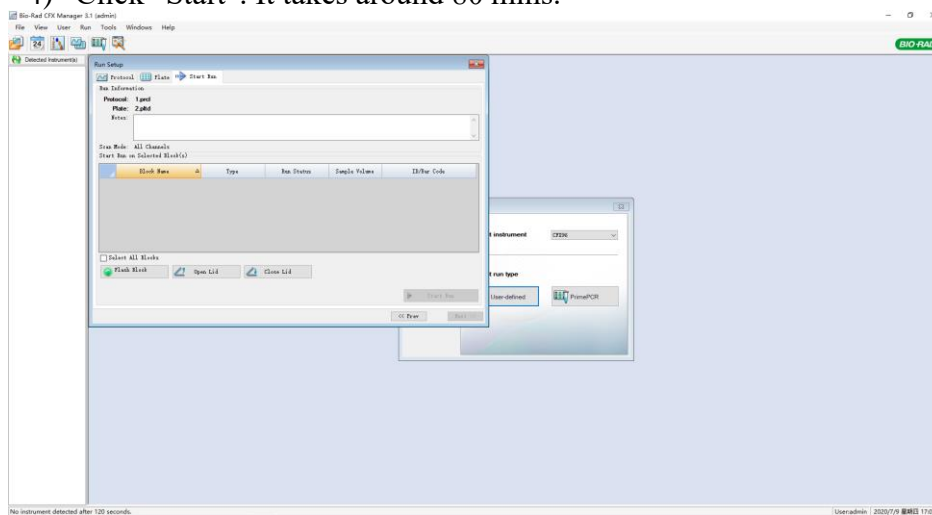 4) Click "Start". It takes around 80 mins.
Bio-Rad CFX Manager 3.1 (admin)
File View User Run Tools Windows Help
24
BIO-RAD
Detected Instrument(s)
Run Setup
Protocol Plate Start Run
Run Information
Protocol: 1.prcl
Plate: 2.pltd
Notes:
Scan Mode: All Channels
Start Run on Selected Block(s)
Block Name Type Run Status Sample Volume ID/Bar Code
Select All Blocks
Flash Block Open Lid Close Lid
Start Run
<< Prev Next >>
t instrument CFX96
t run type
User-defined PrimePCR
No instrument detected after 120 seconds.
User:admin 2020/7/9 17:0